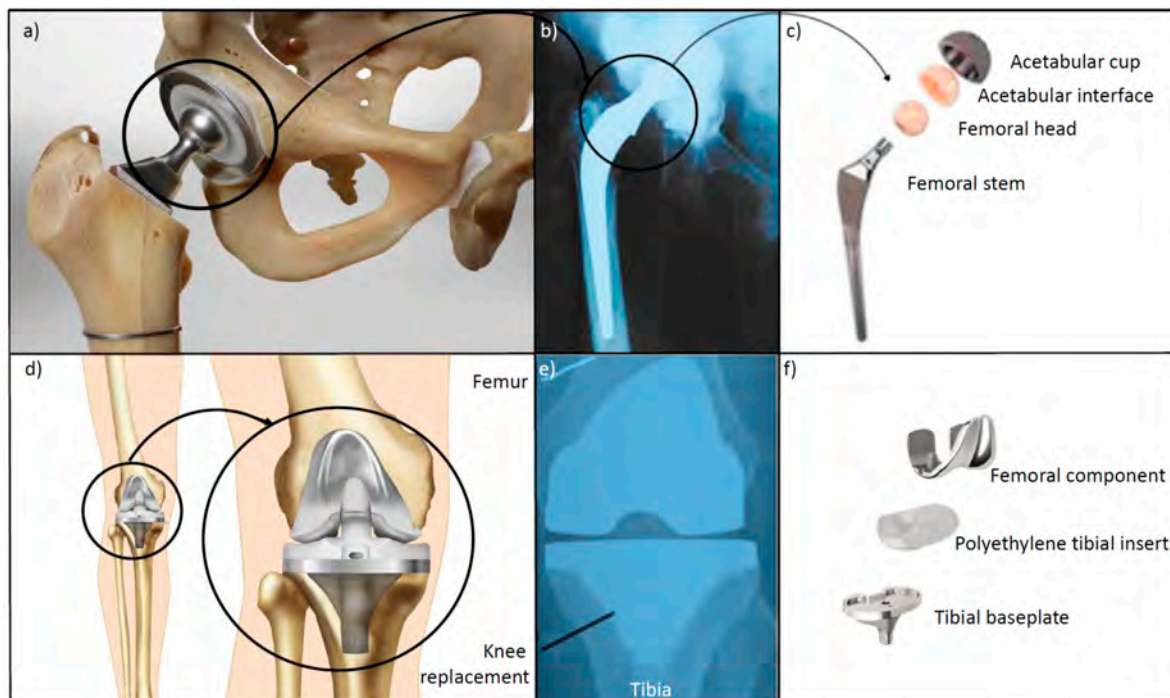 a)
b)
c)
Acetabular cup
Acetabular interface
Femoral head
Femoral stem
d)
Femur
Knee
replacement
e)
Tibia
f)
Femoral component
Polyethylene tibial insert
Tibial baseplate